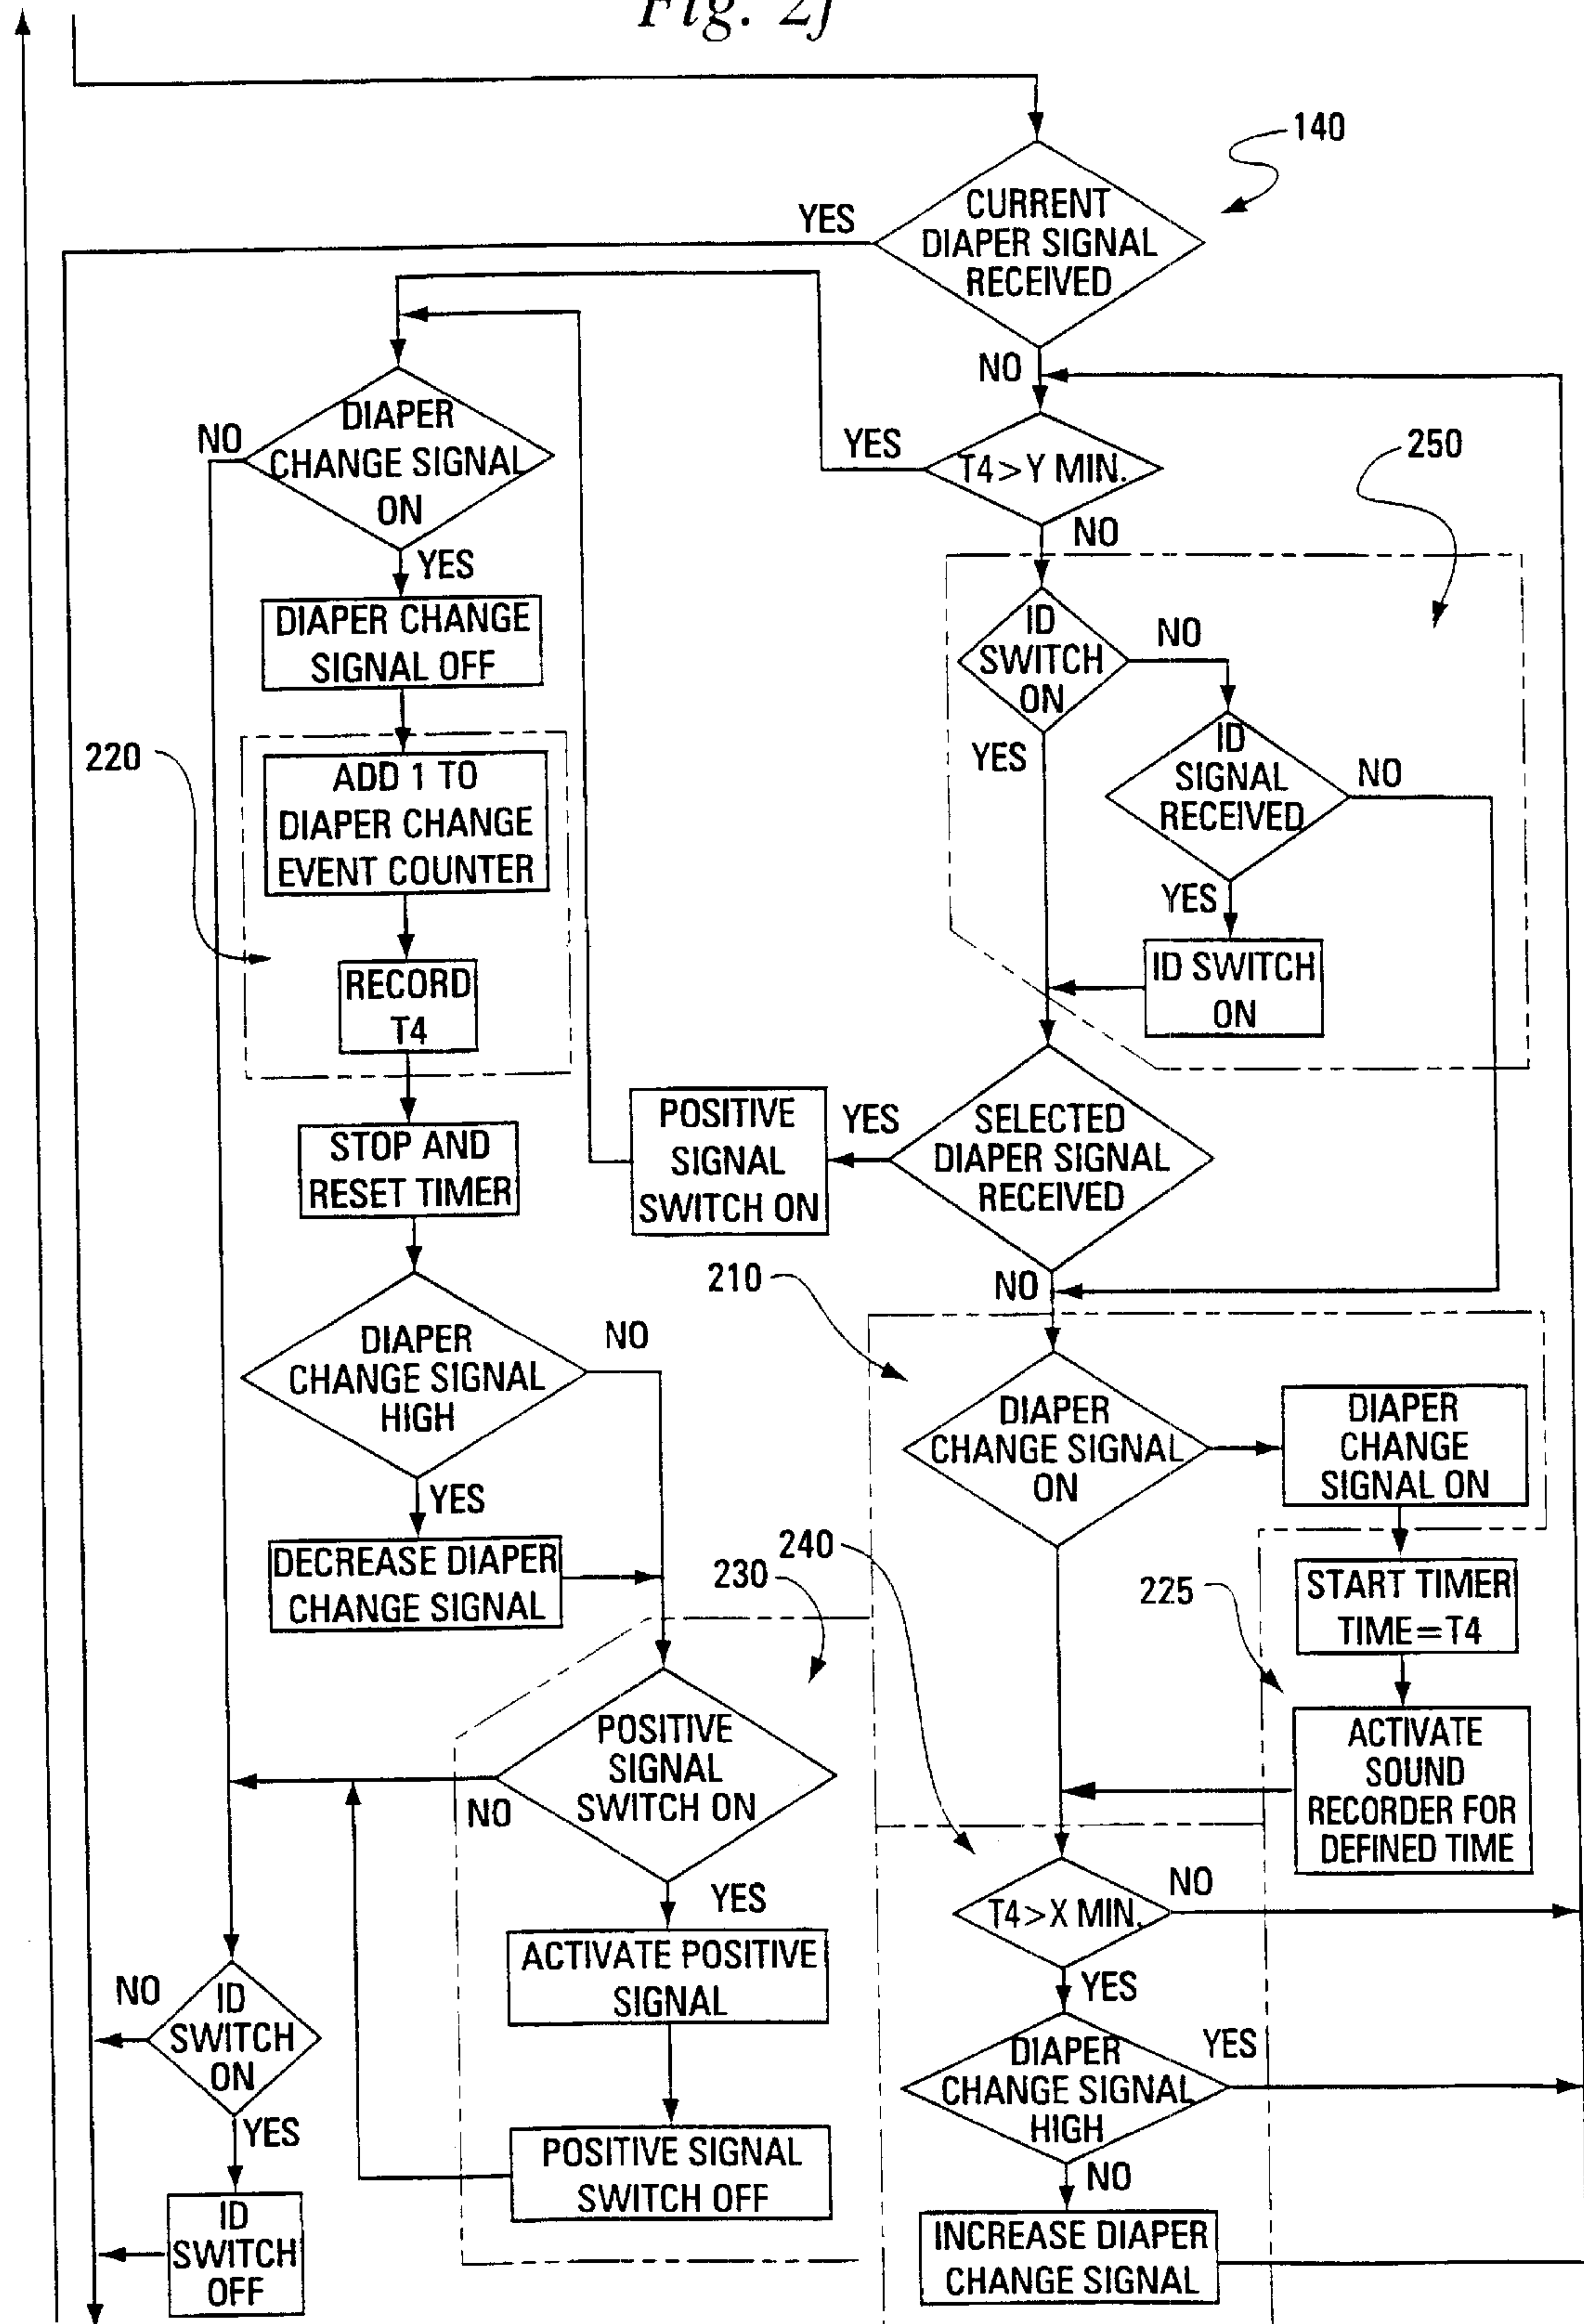 Fig. 2j
140
CURRENT
DIAPER SIGNAL
RECEIVED
YES
NO
T4>Y MIN.
YES
NO
250
DIAPER
CHANGE SIGNAL
ON
NO
YES
DIAPER CHANGE
SIGNAL OFF
220
ADD 1 TO
DIAPER CHANGE
EVENT COUNTER
RECORD
T4
STOP AND
RESET TIMER
ID
SWITCH
ON
NO
YES
ID
SIGNAL
RECEIVED
NO
YES
ID SWITCH
ON
SELECTED
DIAPER SIGNAL
RECEIVED
YES
NO
POSITIVE
SIGNAL
SWITCH ON
DIAPER
CHANGE SIGNAL
HIGH
NO
YES
DECREASE DIAPER
CHANGE SIGNAL
210
DIAPER
CHANGE SIGNAL
ON
DIAPER
CHANGE
SIGNAL ON
240
230
225
START TIMER
TIME=T4
ACTIVATE
SOUND
RECORDER FOR
DEFINED TIME
POSITIVE
SIGNAL
SWITCH ON
NO
YES
ACTIVATE POSITIVE
SIGNAL
POSITIVE SIGNAL
SWITCH OFF
T4>X MIN.
NO
YES
DIAPER
CHANGE SIGNAL
HIGH
YES
NO
INCREASE DIAPER
CHANGE SIGNAL
NO
ID
SWITCH
ON
YES
ID
SWITCH
OFF